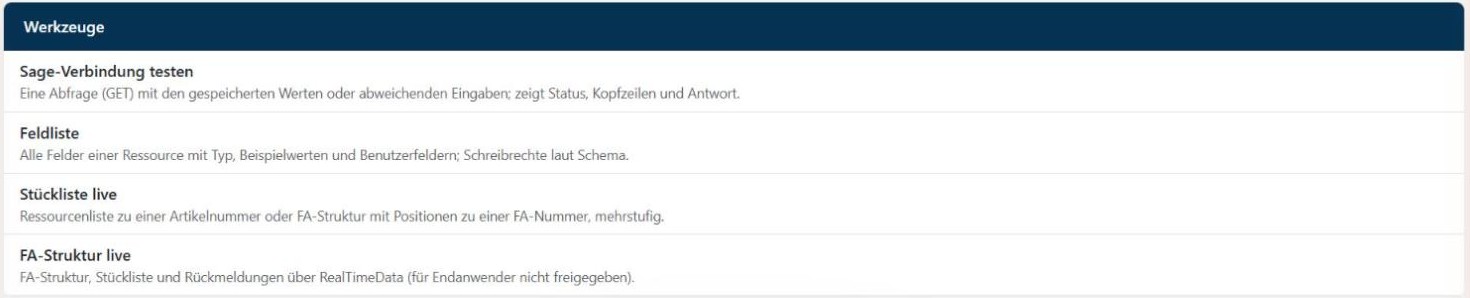 Werkzeuge
Sage-Verbindung testen
Eine Abfrage (GET) mit den gespeicherten Werten oder abweichenden Eingaben; zeigt Status, Kopfzeilen und Antwort.
Feldliste
Alle Felder einer Ressource mit Typ, Beispielwerten und Benutzerfeldern; Schreibrechte laut Schema.
Stückliste live
Ressourcenliste zu einer Artikelnummer oder FA-Struktur mit Positionen zu einer FA-Nummer, mehrstufig.
FA-Struktur live
FA-Struktur, Stückliste und Rückmeldungen über RealTimeData (für Endanwender nicht freigegeben).